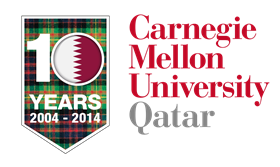 10
YEARS
2004 - 2014
Carnegie
Mellon
University
Qatar